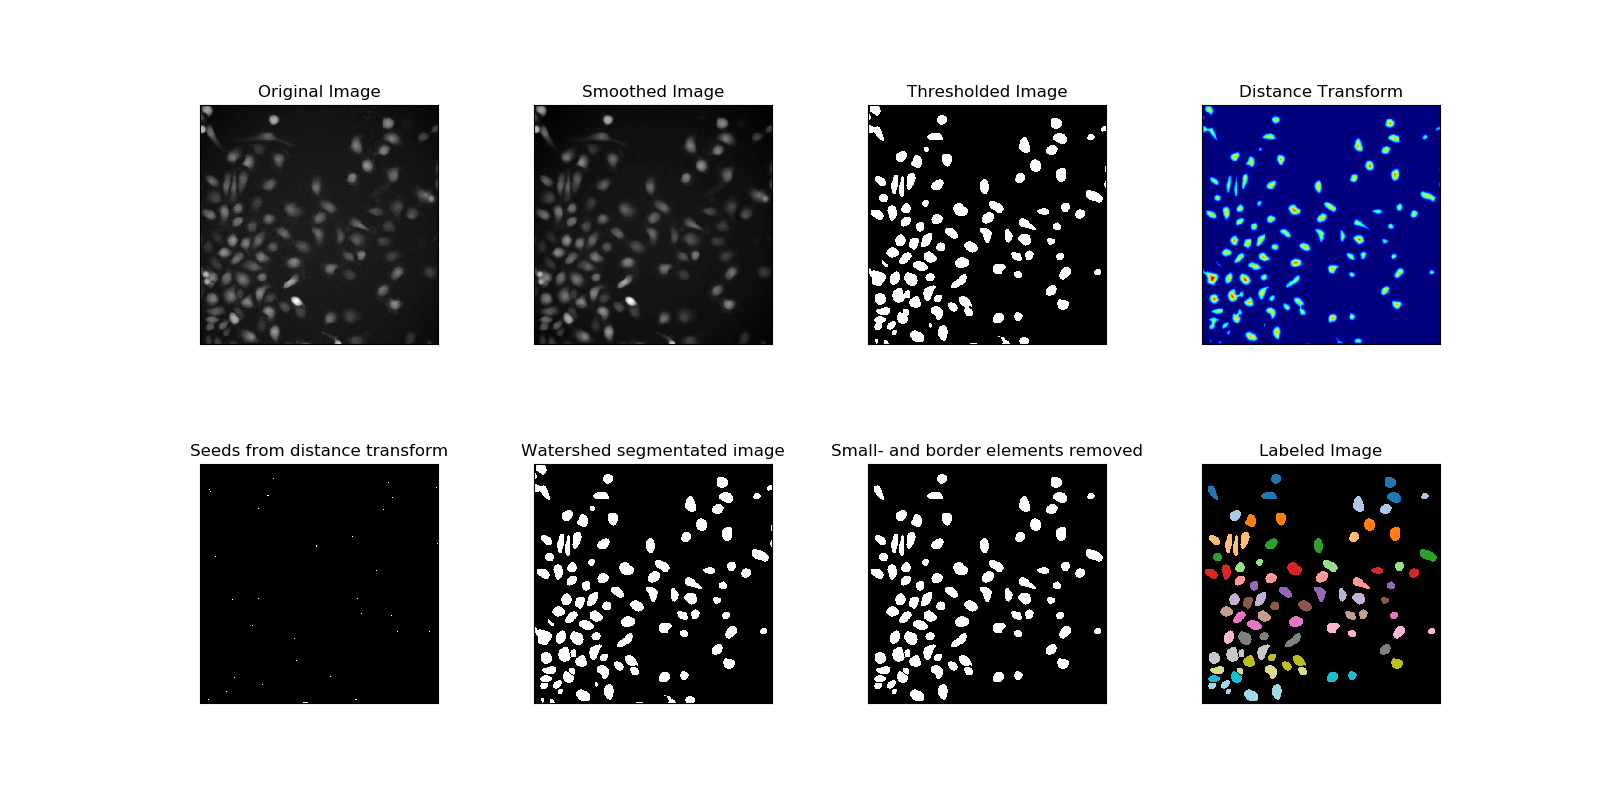 Original Image
Smoothed Image
Thresholded Image
Distance Transform
Seeds from distance transform
Watershed segmentated image
Small- and border elements removed
Labeled Image